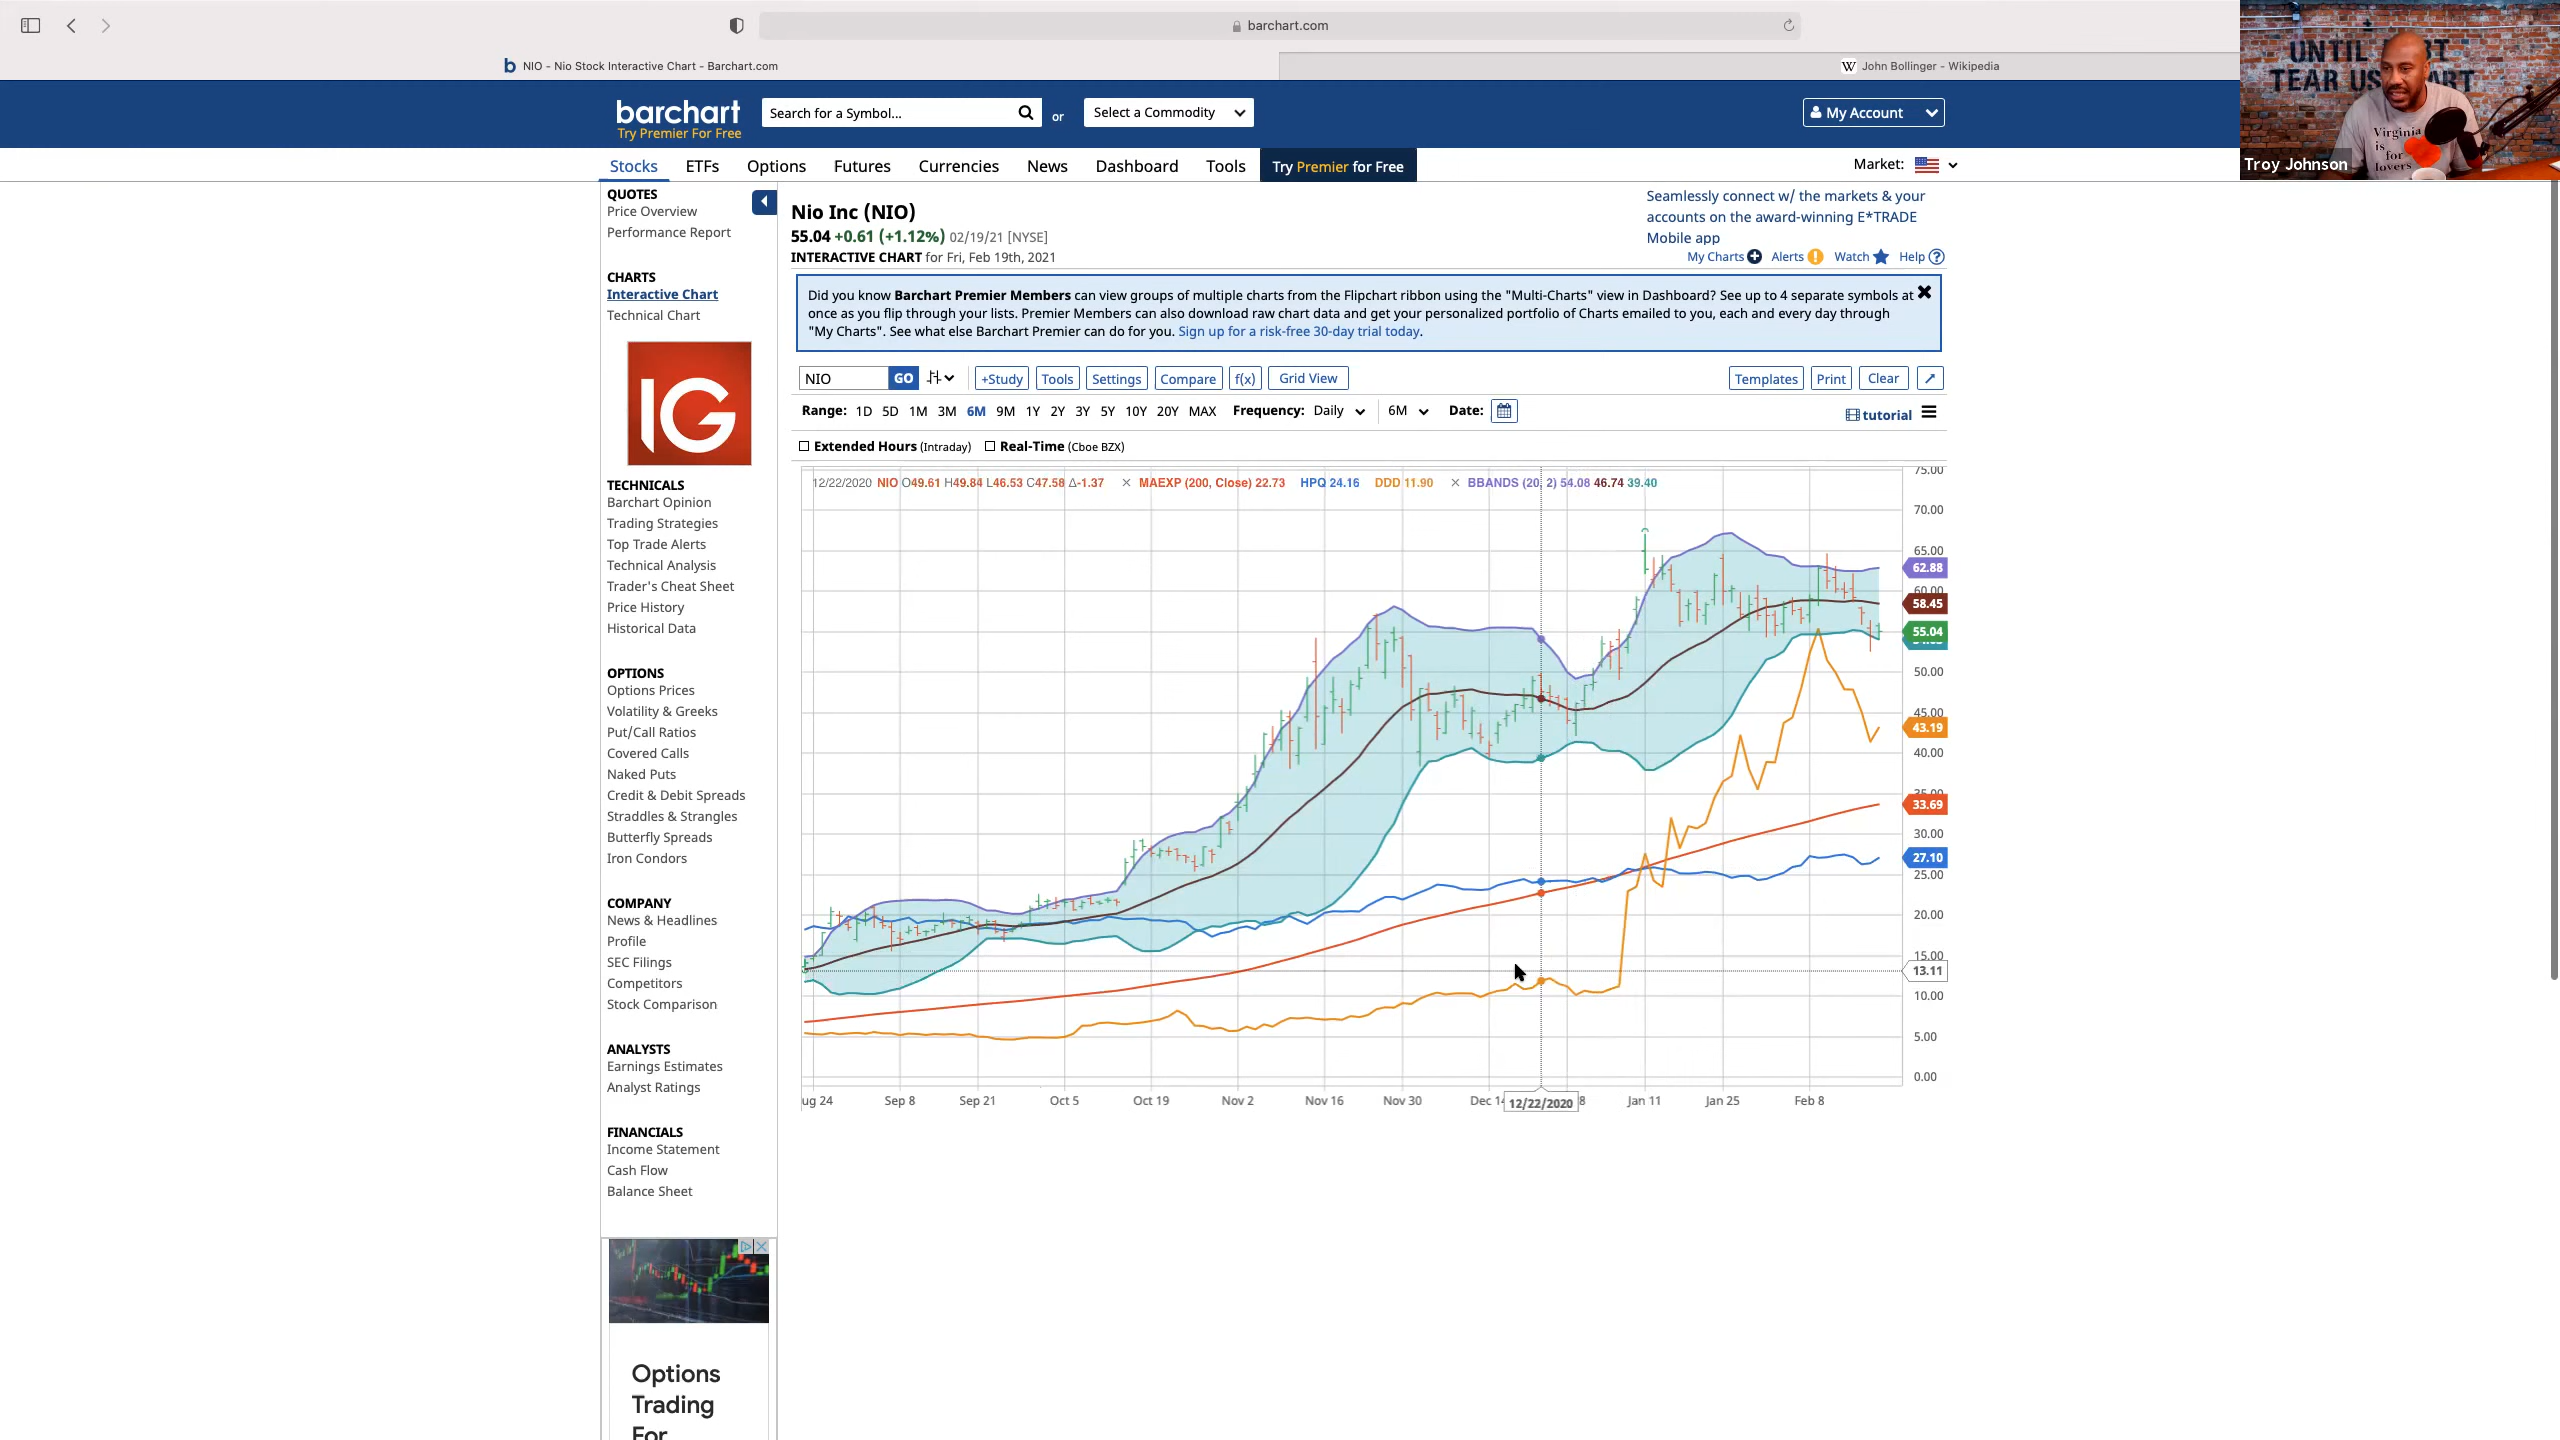 barchart.com
NIO - Nio Stock Interactive Chart - Barchart.com
John Bollinger - Wikipedia
barchart
Try Premier For Free
Search for a Symbol...
or
Select a Commodity
My Account
Stocks ETFs Options Futures Currencies News Dashboard Tools Try Premier for Free
Market:
Virginia
is
for
lovers
Troy Johnson
QUOTES
Price Overview
Performance Report
CHARTS
Interactive Chart
Technical Chart
IG
TECHNICALS
Barchart Opinion
Trading Strategies
Top Trade Alerts
Technical Analysis
Trader's Cheat Sheet
Price History
Historical Data
OPTIONS
Options Prices
Volatility & Greeks
Put/Call Ratios
Covered Calls
Naked Puts
Credit & Debit Spreads
Straddles & Strangles
Butterfly Spreads
Iron Condors
COMPANY
News & Headlines
Profile
SEC Filings
Competitors
Stock Comparison
ANALYSTS
Earnings Estimates
Analyst Ratings
FINANCIALS
Income Statement
Cash Flow
Balance Sheet
Options
Trading
For
Nio Inc (NIO)
55.04 +0.61 (+1.12%) 02/19/21 [NYSE]
INTERACTIVE CHART for Fri, Feb 19th, 2021
Seamlessly connect w/ the markets & your
accounts on the award-winning E*TRADE
Mobile app
My Charts Alerts Watch Help
Did you know Barchart Premier Members can view groups of multiple charts from the Flipchart ribbon using the "Multi-Charts" view in Dashboard? See up to 4 separate symbols at
once as you flip through your lists. Premier Members can also download raw chart data and get your personalized portfolio of Charts emailed to you, each and every day through
"My Charts". See what else Barchart Premier can do for you. Sign up for a risk-free 30-day trial today.
NIO GO +Study Tools Settings Compare f(x) Grid View Templates Print Clear
Range: 1D 5D 1M 3M 6M 9M 1Y 2Y 3Y 5Y 10Y 20Y MAX Frequency: Daily 6M Date: tutorial
Extended Hours (Intraday) Real-Time (Cboe BZX)
12/22/2020 NIO O49.61 H49.84 L46.53 C47.58 Δ-1.37 × MAEXP (200, Close) 22.73 HPQ 24.16 DDD 11.90 × BBANDS (20, 2) 54.08 46.74 39.40
75.00
70.00
65.00
62.88
60.00
58.45
55.04
50.00
45.00
43.19
40.00
35.00
33.69
30.00
27.10
25.00
20.00
15.00
13.11
10.00
5.00
0.00
ug 24 Sep 8 Sep 21 Oct 5 Oct 19 Nov 2 Nov 16 Nov 30 Dec 14 12/22/2020 8 Jan 11 Jan 25 Feb 8